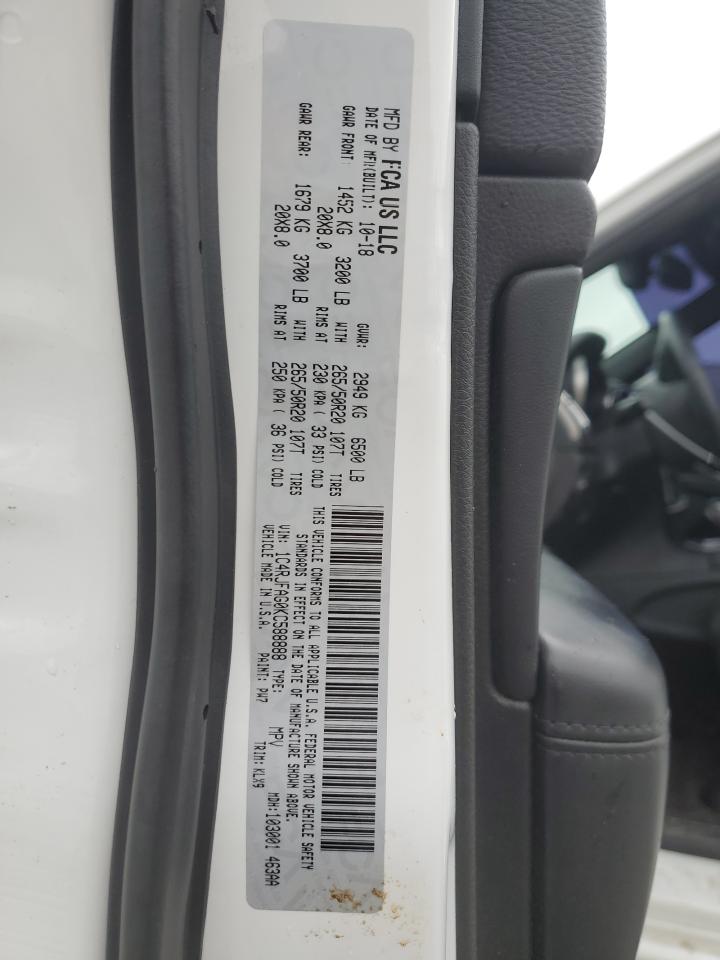 MFD BY FCA US LLC
DATE OF MFR(BUILT): 10-18 GVWR: 2949 KG 6500 LB
GAWR FRONT: 1452 KG 3200 LB WITH 265/50R20 107T TIRES
20X8.0 RIMS AT 230 KPA ( 33 PSI) COLD
GAWR REAR: 1679 KG 3700 LB WITH 265/50R20 107T TIRES
20X8.0 RIMS AT 250 KPA ( 36 PSI) COLD
THIS VEHICLE CONFORMS TO ALL APPLICABLE U.S.A. FEDERAL MOTOR VEHICLE SAFETY
STANDARDS IN EFFECT ON THE DATE OF MANUFACTURE SHOWN ABOVE.
VIN: 1C4RJFAG0KC588888 TYPE: MPV MDH:103001 463AA
VEHICLE MADE IN U.S.A. PAINT: PW7 TRIM: KLX9